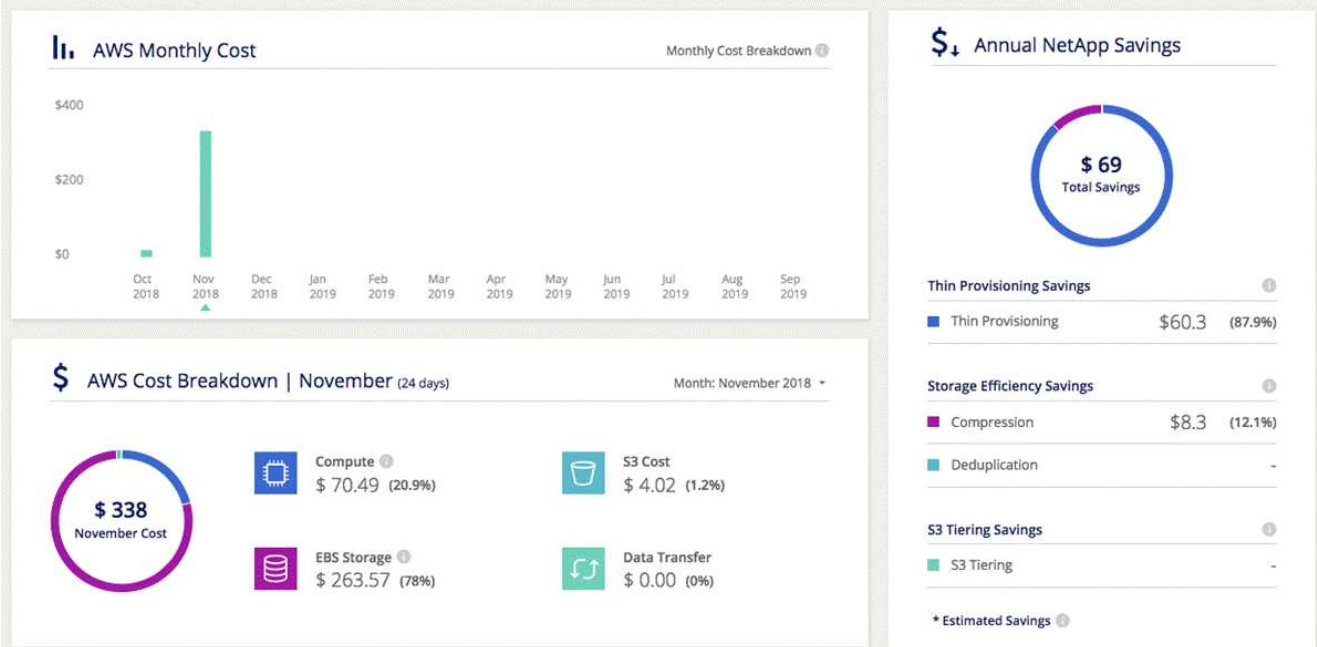 AWS Monthly Cost
Monthly Cost Breakdown
$400
$200
$0
Oct Nov Dec Jan Feb Mar Apr May Jun Jul Aug Sep
2018 2018 2018 2019 2019 2019 2019 2019 2019 2019 2019 2019
AWS Cost Breakdown | November (24 days)
Month: November 2018
$ 338
November Cost
Compute
$ 70.49 (20.9%)
S3 Cost
$ 4.02 (1.2%)
EBS Storage
$ 263.57 (78%)
Data Transfer
$ 0.00 (0%)
Annual NetApp Savings
$ 69
Total Savings
Thin Provisioning Savings
Thin Provisioning $60.3 (87.9%)
Storage Efficiency Savings
Compression $8.3 (12.1%)
Deduplication -
S3 Tiering Savings
S3 Tiering -
* Estimated Savings